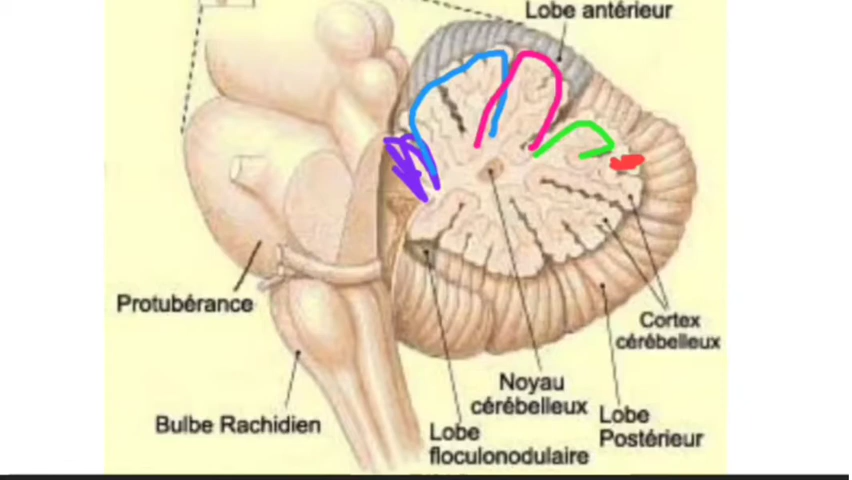 Lobe antérieur
Protubérance
Cortex
cérébelleux
Noyau
cérébelleux
Lobe
Postérieur
Bulbe Rachidien
Lobe
floculonodulaire